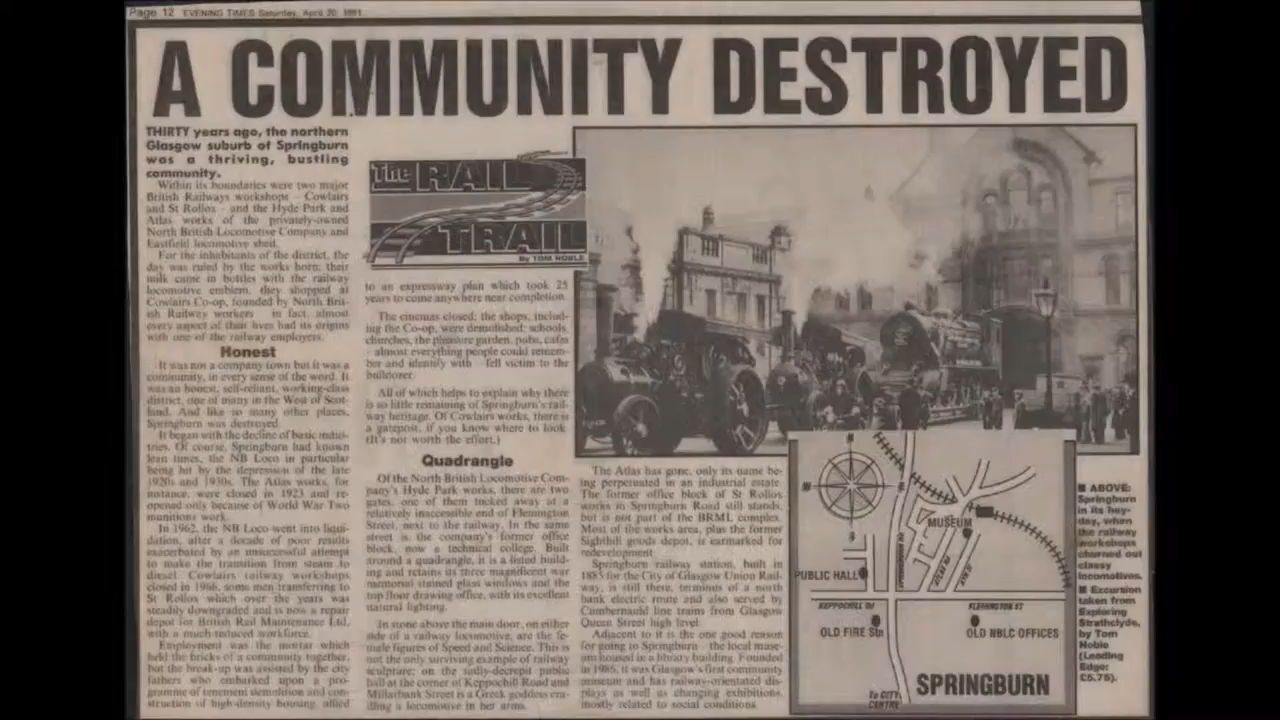 Page 12 EVENING TIMES Saturday, April 20, 1991
A COMMUNITY DESTROYED
THIRTY years ago, the northern
Glasgow suburb of Springburn
was a thriving, bustling
community.
Within its boundaries were two major
British Railways workshops - Cowlairs
and St Rollox - and the Hyde Park and
Atlas works of the privately-owned
North British Locomotive Company and
Eastfield locomotive shed.
For the inhabitants of the district, the
day was ruled by the works horn; their
milk came in bottles with the railway
locomotive emblem, they shopped at
Cowlairs Co-op, founded by North Brit-
ish Railway workers - in fact, almost
every aspect of their lives had its origins
with one of the railway employers.
Honest
It was not a company town but it was a
community, in every sense of the word. It
was an honest, self-reliant, working-class
district, one of many in the West of Scot-
land. And like so many other places,
Springburn was destroyed.
It began with the decline of basic indus-
tries. Of course, Springburn had known
lean times, the NB Loco in particular
being hit by the depression of the late
1920s and 1930s. The Atlas works, for
instance, were closed in 1923 and re-
opened only because of World War Two
munitions work.
In 1962, the NB Loco went into liqui-
dation, after a decade of poor results
exacerbated by an unsuccessful attempt
to make the transition from steam to
diesel. Cowlairs railway workshops
closed in 1966, some men transferring to
St Rollox which over the years was
steadily downgraded and is now a repair
depot for British Rail Maintenance Ltd,
with a much-reduced workforce.
Employment was the mortar which
held the bricks of a community together,
but the break-up was assisted by the city
fathers who embarked upon a pro-
gramme of tenement demolition and con-
struction of high-density housing, allied
The RAIL
TRAIL
By TOM NOBLE
to an expressway plan which took 25
years to come anywhere near completion.
The cinemas closed; the shops, includ-
ing the Co-op, were demolished; schools,
churches, the pleasure garden, pubs, cafes
- almost everything people could remem-
ber and identify with - fell victim to the
bulldozer.
All of which helps to explain why there
is so little remaining of Springburn's rail-
way heritage. Of Cowlairs works, there is
a gatepost, if you know where to look
(It's not worth the effort.)
Quadrangle
Of the North British Locomotive Com-
pany's Hyde Park works, there are two
gates, one of them tucked away at a
relatively inaccessible end of Flemington
Street, next to the railway. In the same
street is the company's former office
block, now a technical college. Built
around a quadrangle, it is a listed build-
ing and retains its three magnificent war
memorial stained glass windows and the
top floor drawing office, with its excellent
natural lighting.
In stone above the main door, on either
side of a railway locomotive, are the fe-
male figures of Speed and Science. This is
not the only surviving example of railway
sculpture; on the sadly-decrepit public
hall at the corner of Keppochhill Road and
Millarbank Street is a Greek goddess cra-
dling a locomotive in her arms.
The Atlas has gone, only its name be-
ing perpetuated in an industrial estate.
The former office block of St Rollox
works in Springburn Road still stands,
but is not part of the BRML complex.
Most of the works area, plus the former
Sighthill goods depot, is earmarked for
redevelopment.
Springburn railway station, built in
1885 for the City of Glasgow Union Rail-
way, is still there, terminus of a north
bank electric route and also served by
Cumbernauld line trains from Glasgow
Queen Street high level.
Adjacent to it is the one good reason
for going to Springburn - the local muse-
um housed in a library building. Founded
in 1986, it was Glasgow's first community
museum and has railway-orientated dis-
plays as well as changing exhibitions,
mostly related to social conditions.
N
W
E
S
MUSEUM
PUBLIC HALL
SPRINGBURN RD
ATLAS RD
KEPPOCHILL RD
FLEMINGTON ST
OLD FIRE Stn
OLD NBLC OFFICES
SPRINGBURN
To CITY
CENTRE
■ ABOVE:
Springburn
in its hey-
day, when
the railway
workshops
churned out
classy
locomotives.
■ Excursion
taken from
Exploring
Strathclyde,
by Tom
Noble
(Leading
Edge:
£5.75).